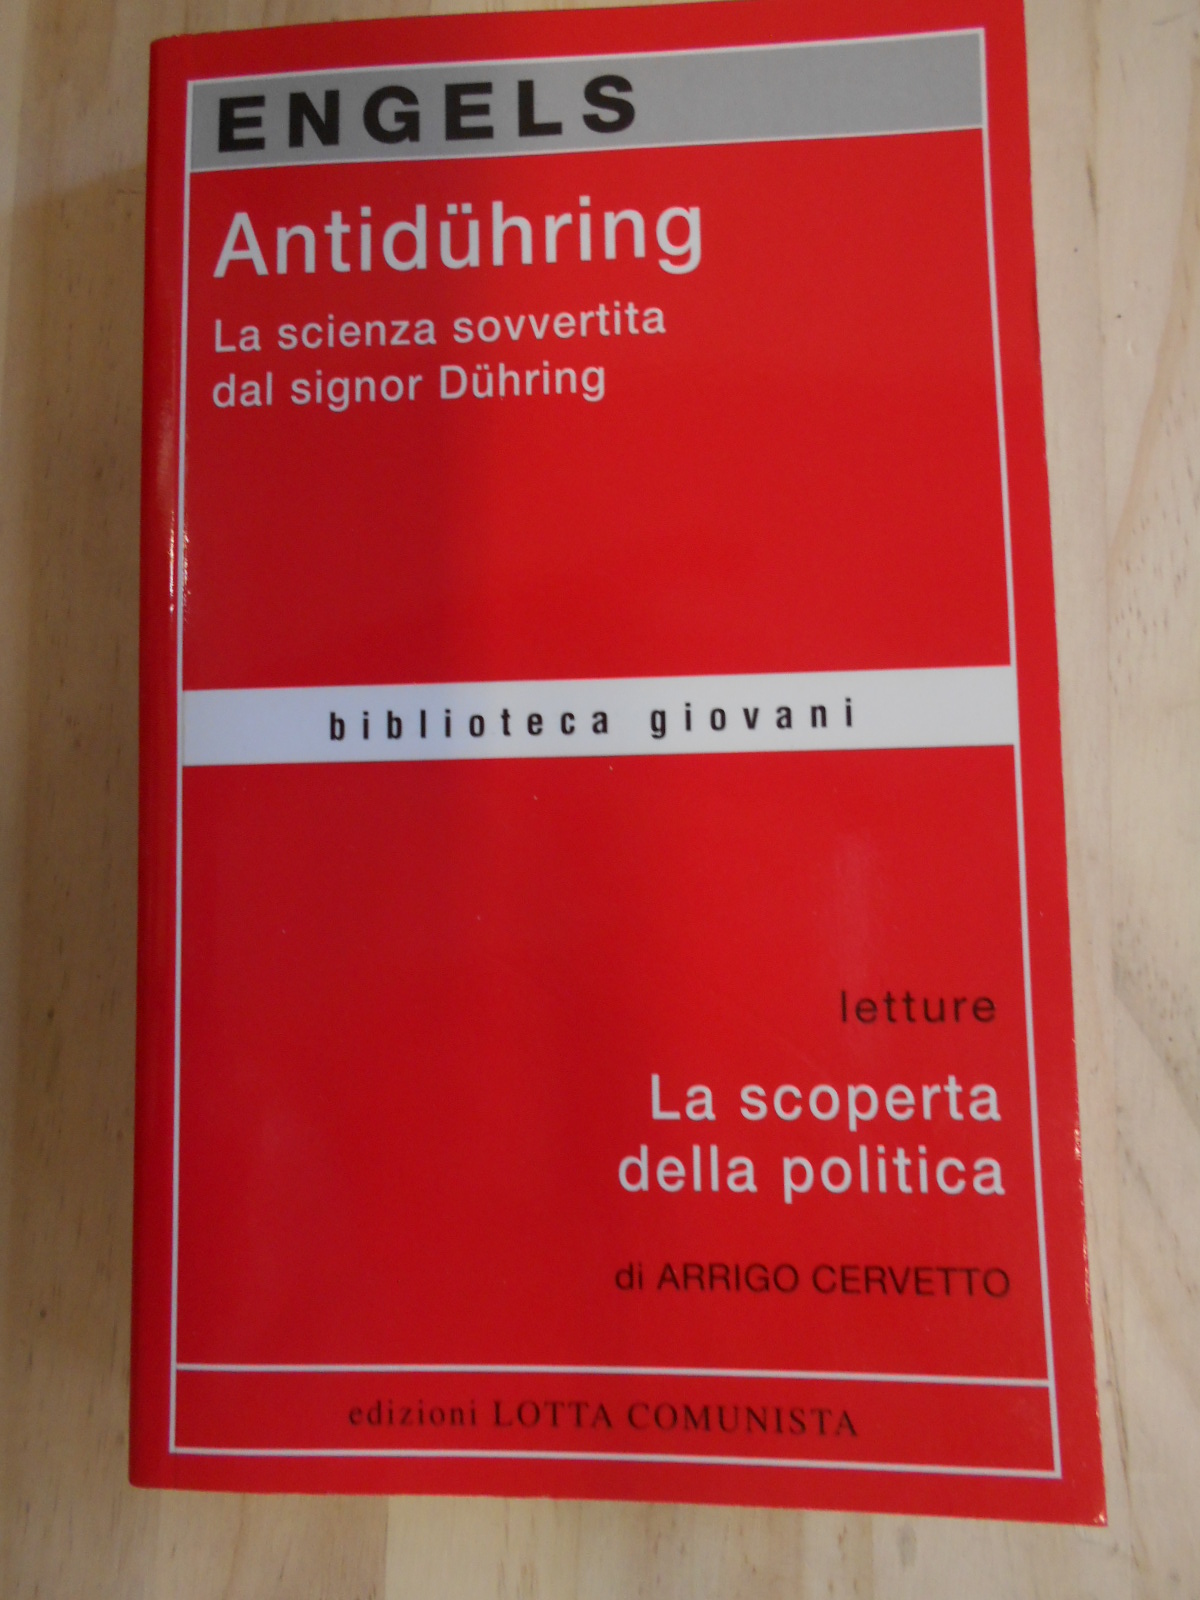 ENGELS
Antidühring
La scienza sovvertita
dal signor Dühring
biblioteca giovani
letture
La scoperta
della politica
di ARRIGO CERVETTO
edizioni LOTTA COMUNISTA